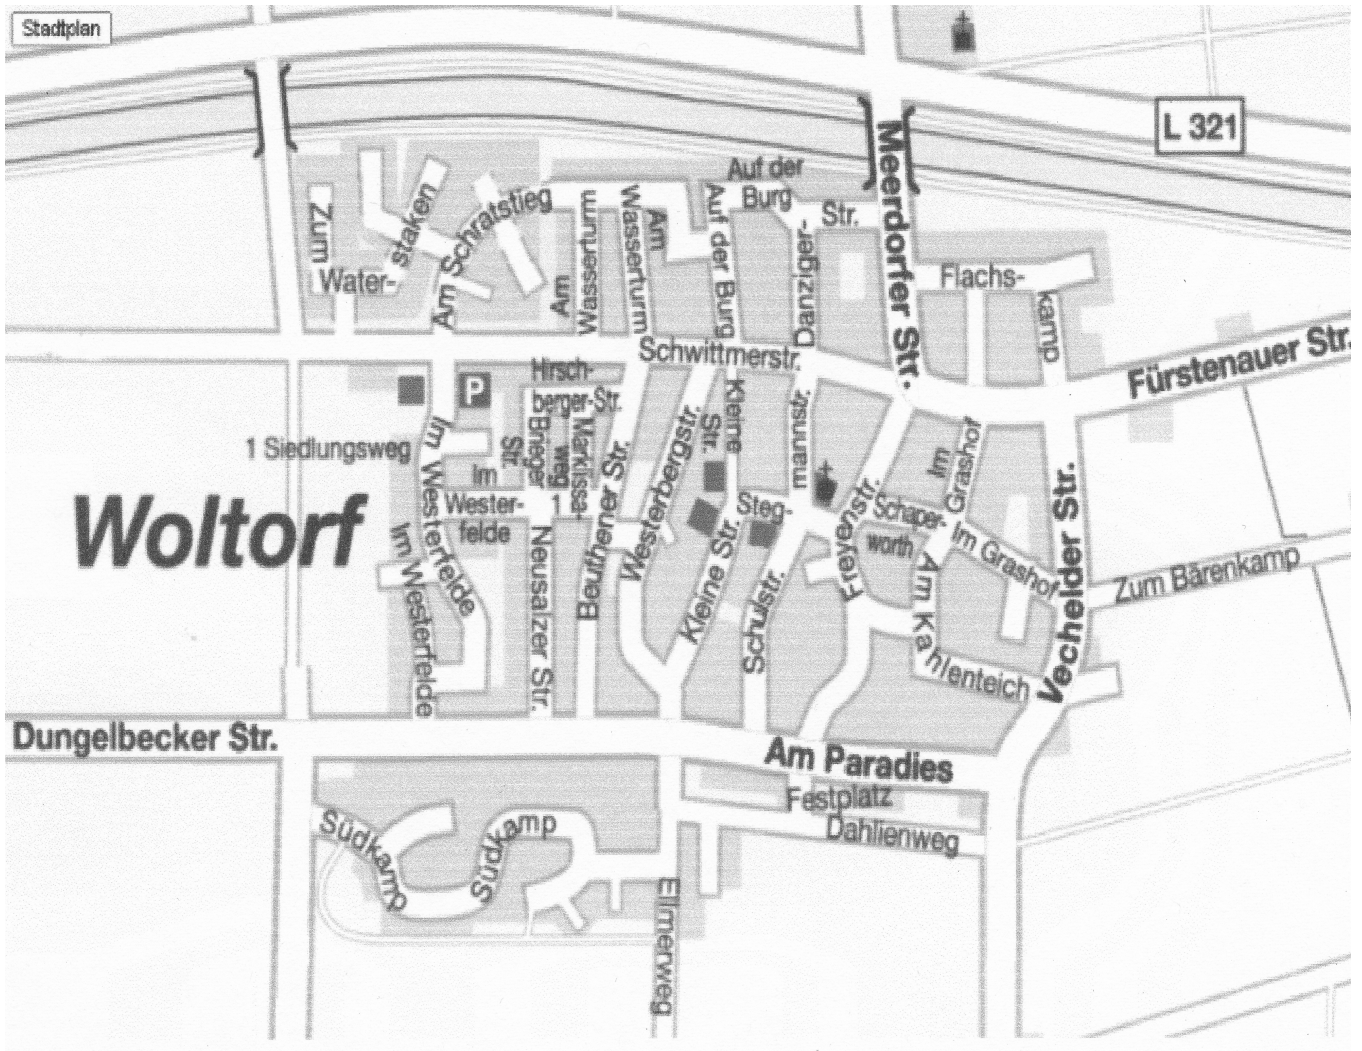 Stadtplan
L 321
Meerdorfer Str.
Auf der
Burg
Str.
Zum
Water-
staken
Am Schratstieg
Am
Wasserturm
Wasserturm
Am
Auf der Burg
Danziger-
Flachs-
kamp
Schwittmerstr.
Fürstenauer Str.
P
Hirsch-
berger-Str.
Brieger
Str.
Marklissa-
weg
1
1 Siedlungsweg
Im Westerfelde
Im
Wester-
felde
Im Westerfelde
Neusalzer Str.
Beuthener Str.
Westerbergstr.
Kleine
Str.
Kleine Str.
Steg-
mannstr.
Schulstr.
Freyenstr.
Schaper-
worth
Im
Grashof
Im Grashof
Am Kahlenteich
Vechelder Str.
Zum Bärenkamp
Woltorf
Dungelbecker Str.
Am Paradies
Festplatz
Dahlienweg
Südkamp
Südkamp
Ellmerweg